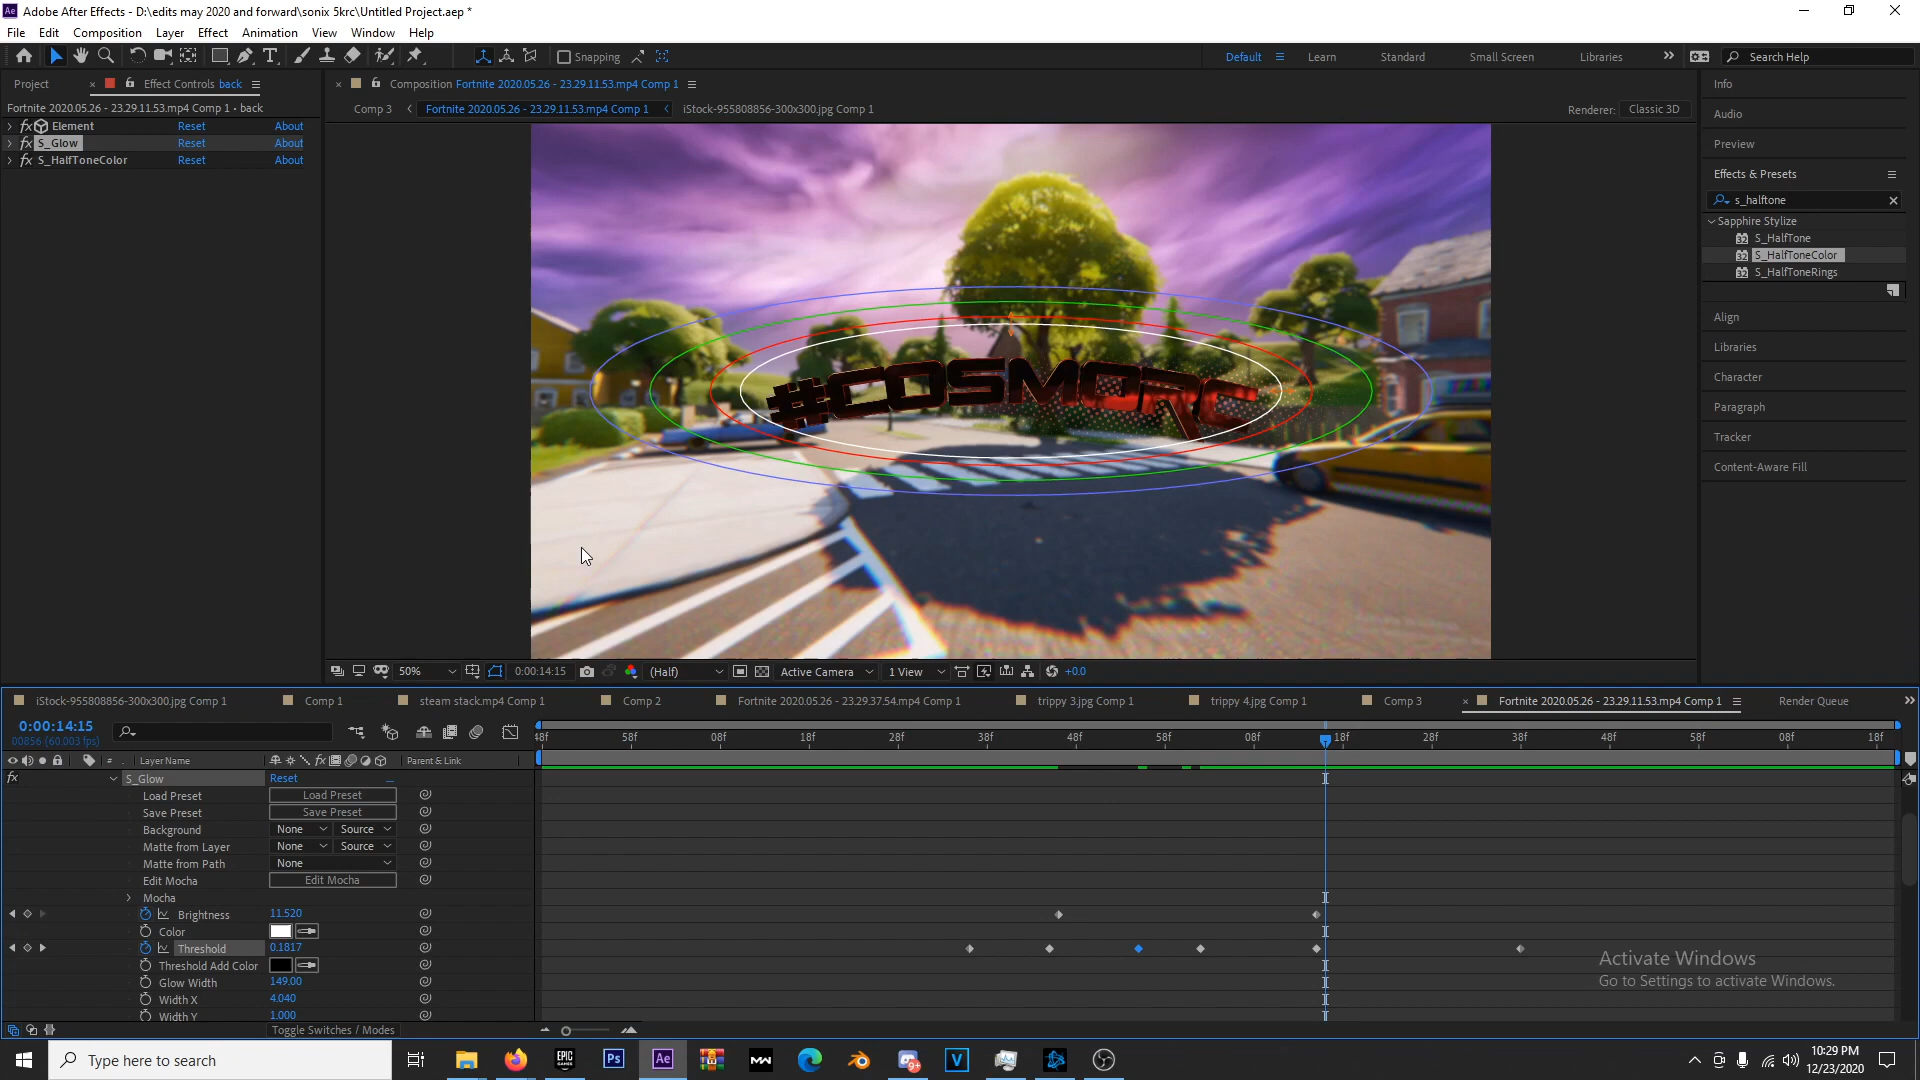 Adobe After Effects - D:\edits may 2020 and forward\sonix 5krc\Untitled Project.aep *
File Edit Composition Layer Effect Animation View Window Help
Snapping
Default Learn Standard Small Screen Libraries Search Help
Project Effect Controls back
Fortnite 2020.05.26 - 23.29.11.53.mp4 Comp 1 • back
fx Element Reset About
fx S_Glow Reset About
fx S_HalfToneColor Reset About
Composition Fortnite 2020.05.26 - 23.29.11.53.mp4 Comp 1
Comp 3 Fortnite 2020.05.26 - 23.29.11.53.mp4 Comp 1 iStock-955808856-300x300.jpg Comp 1
Renderer: Classic 3D
#COSMORC
50% 0:00:14:15 (Half) Active Camera 1 View +0.0
Info
Audio
Preview
Effects & Presets
s_halftone
Sapphire Stylize
32 S_HalfTone
32 S_HalfToneColor
32 S_HalfToneRings
Align
Libraries
Character
Paragraph
Tracker
Content-Aware Fill
iStock-955808856-300x300.jpg Comp 1 Comp 1 steam stack.mp4 Comp 1 Comp 2 Fortnite 2020.05.26 - 23.29.37.54.mp4 Comp 1 trippy 3.jpg Comp 1 trippy 4.jpg Comp 1 Comp 3 Fortnite 2020.05.26 - 23.29.11.53.mp4 Comp 1 Render Queue
0:00:14:15
00856 (60.003 fps)
48f 58f 08f 18f 28f 38f 48f 58f 08f 18f 28f 38f 48f 58f 08f 18f
# Layer Name fx Parent & Link
fx S_Glow Reset
Load Preset Load Preset
Save Preset Save Preset
Background None Source
Matte from Layer None Source
Matte from Path None
Edit Mocha Edit Mocha
Mocha
Brightness 11.520
Color
Threshold 0.1817
Threshold Add Color
Glow Width 149.00
Width X 4.040
Width Y 1.000
Toggle Switches / Modes
Activate Windows
Go to Settings to activate Windows.
Type here to search
EPIC GAMES Ps Ae MW 9+ V
10:29 PM
12/23/2020